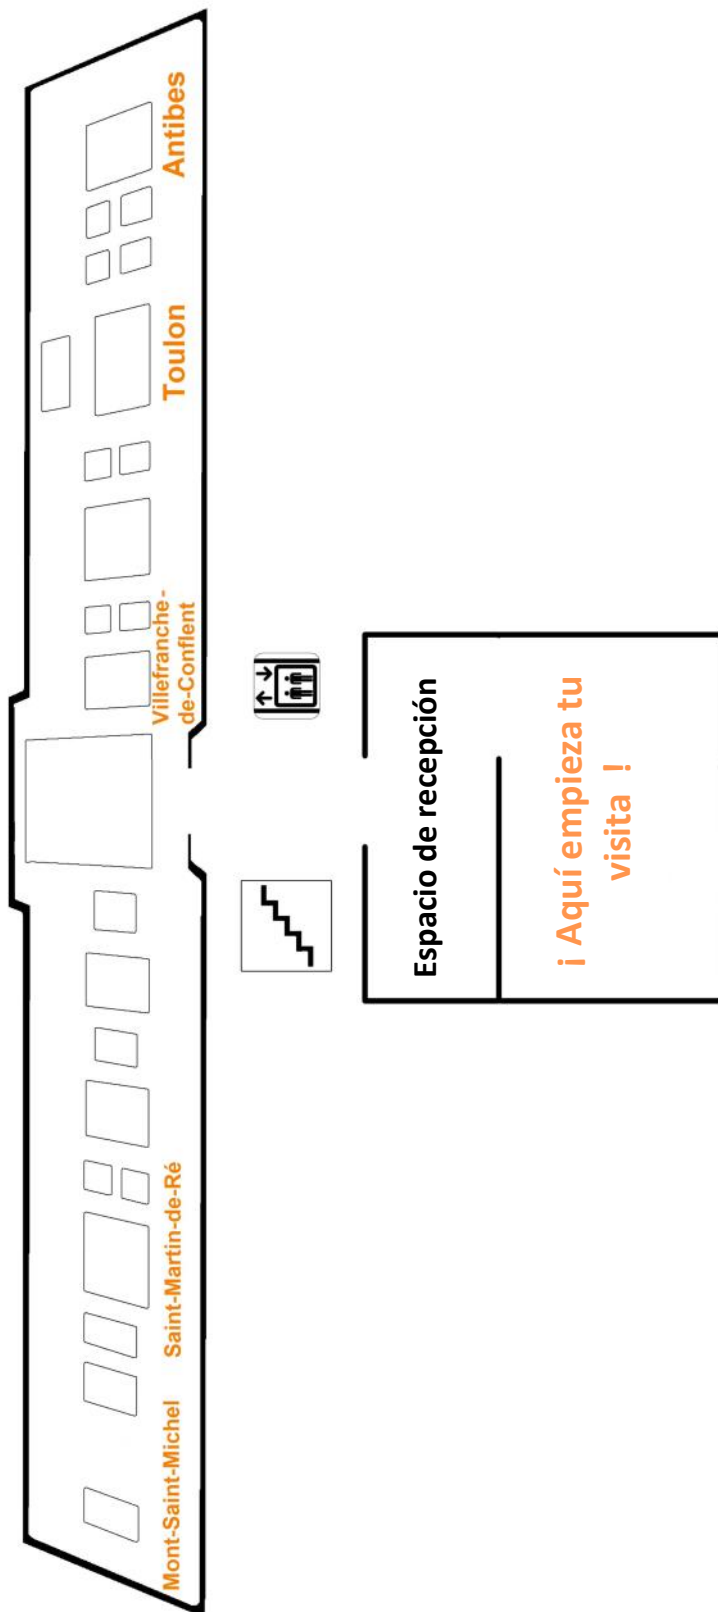 Mont-Saint-Michel
Saint-Martin-de-Ré
Villefranche-
de-Conflent
Toulon
Antibes
Espacio de recepción
¡ Aquí empieza tu
visita !